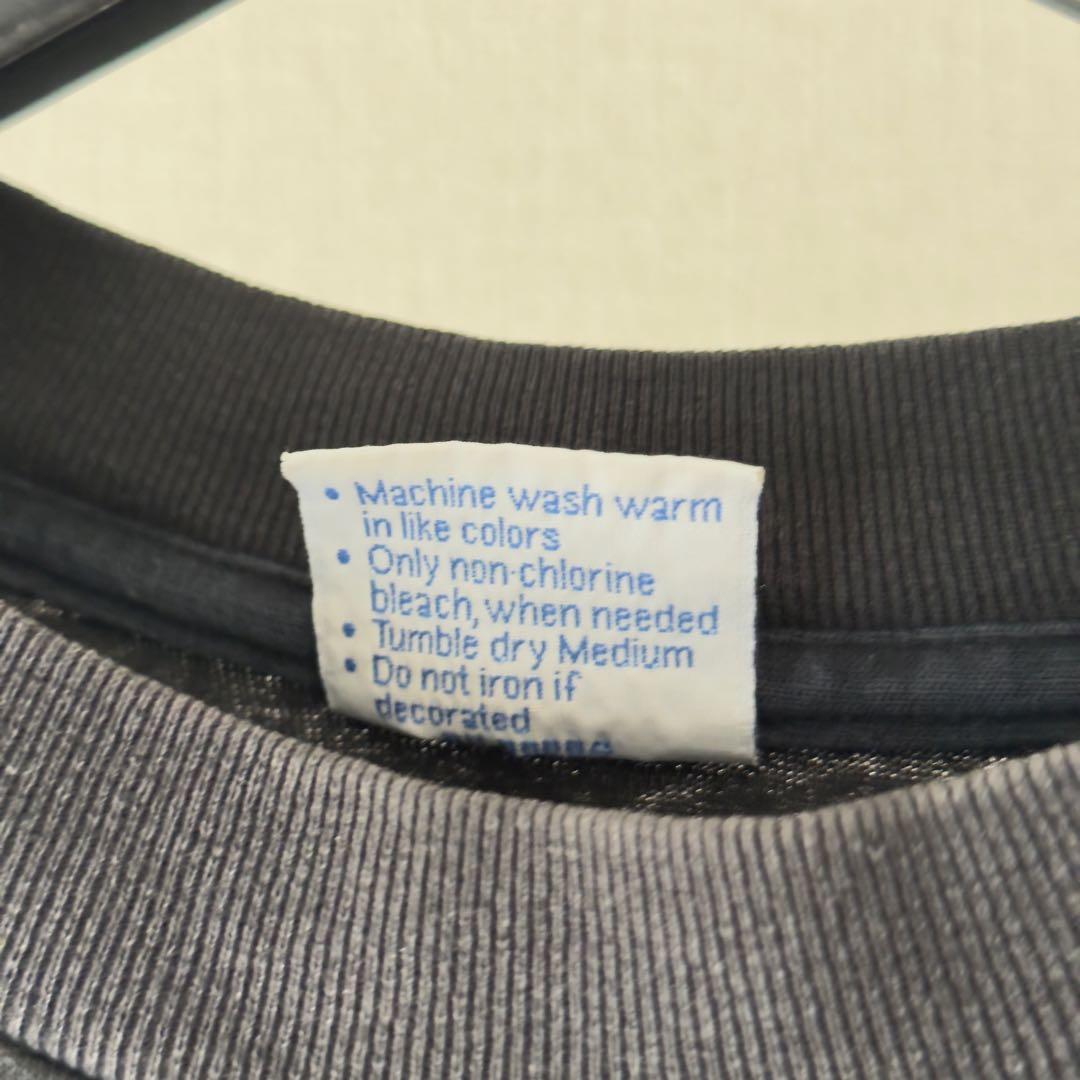 • Machine wash warm
in like colors
• Only non-chlorine
bleach, when needed
• Tumble dry Medium
• Do not iron if
decorated